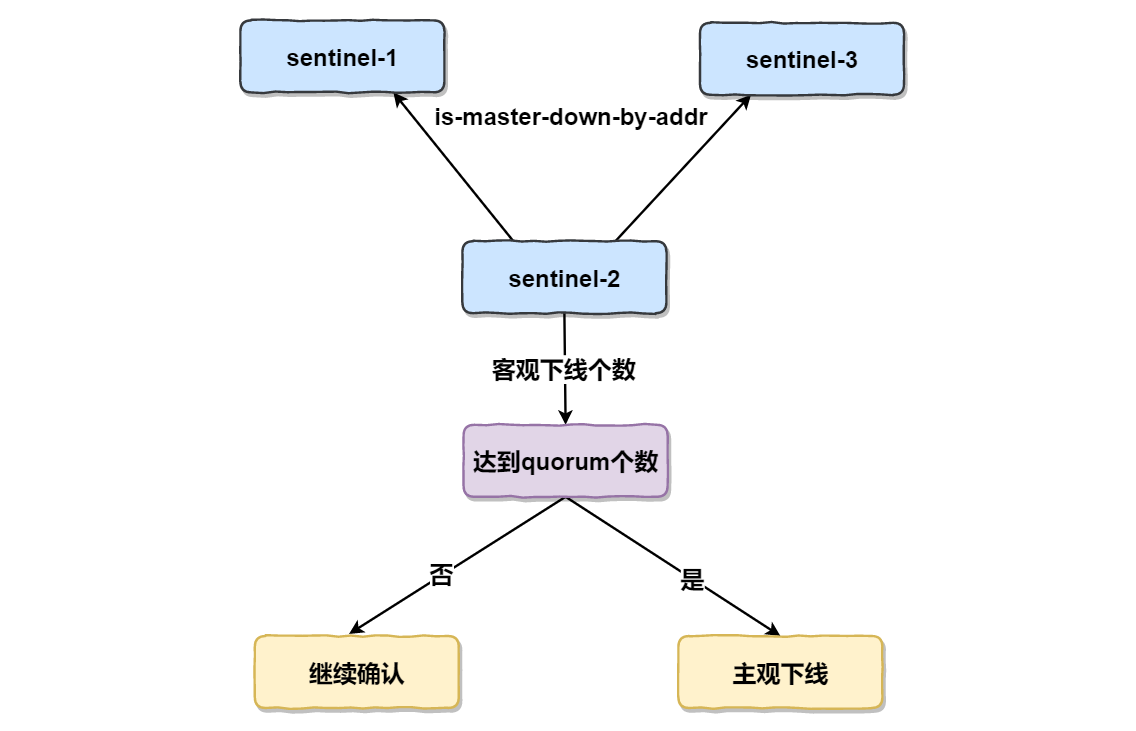 sentinel-1
sentinel-3
is-master-down-by-addr
sentinel-2
客观下线个数
达到quorum个数
否
是
继续确认
主观下线